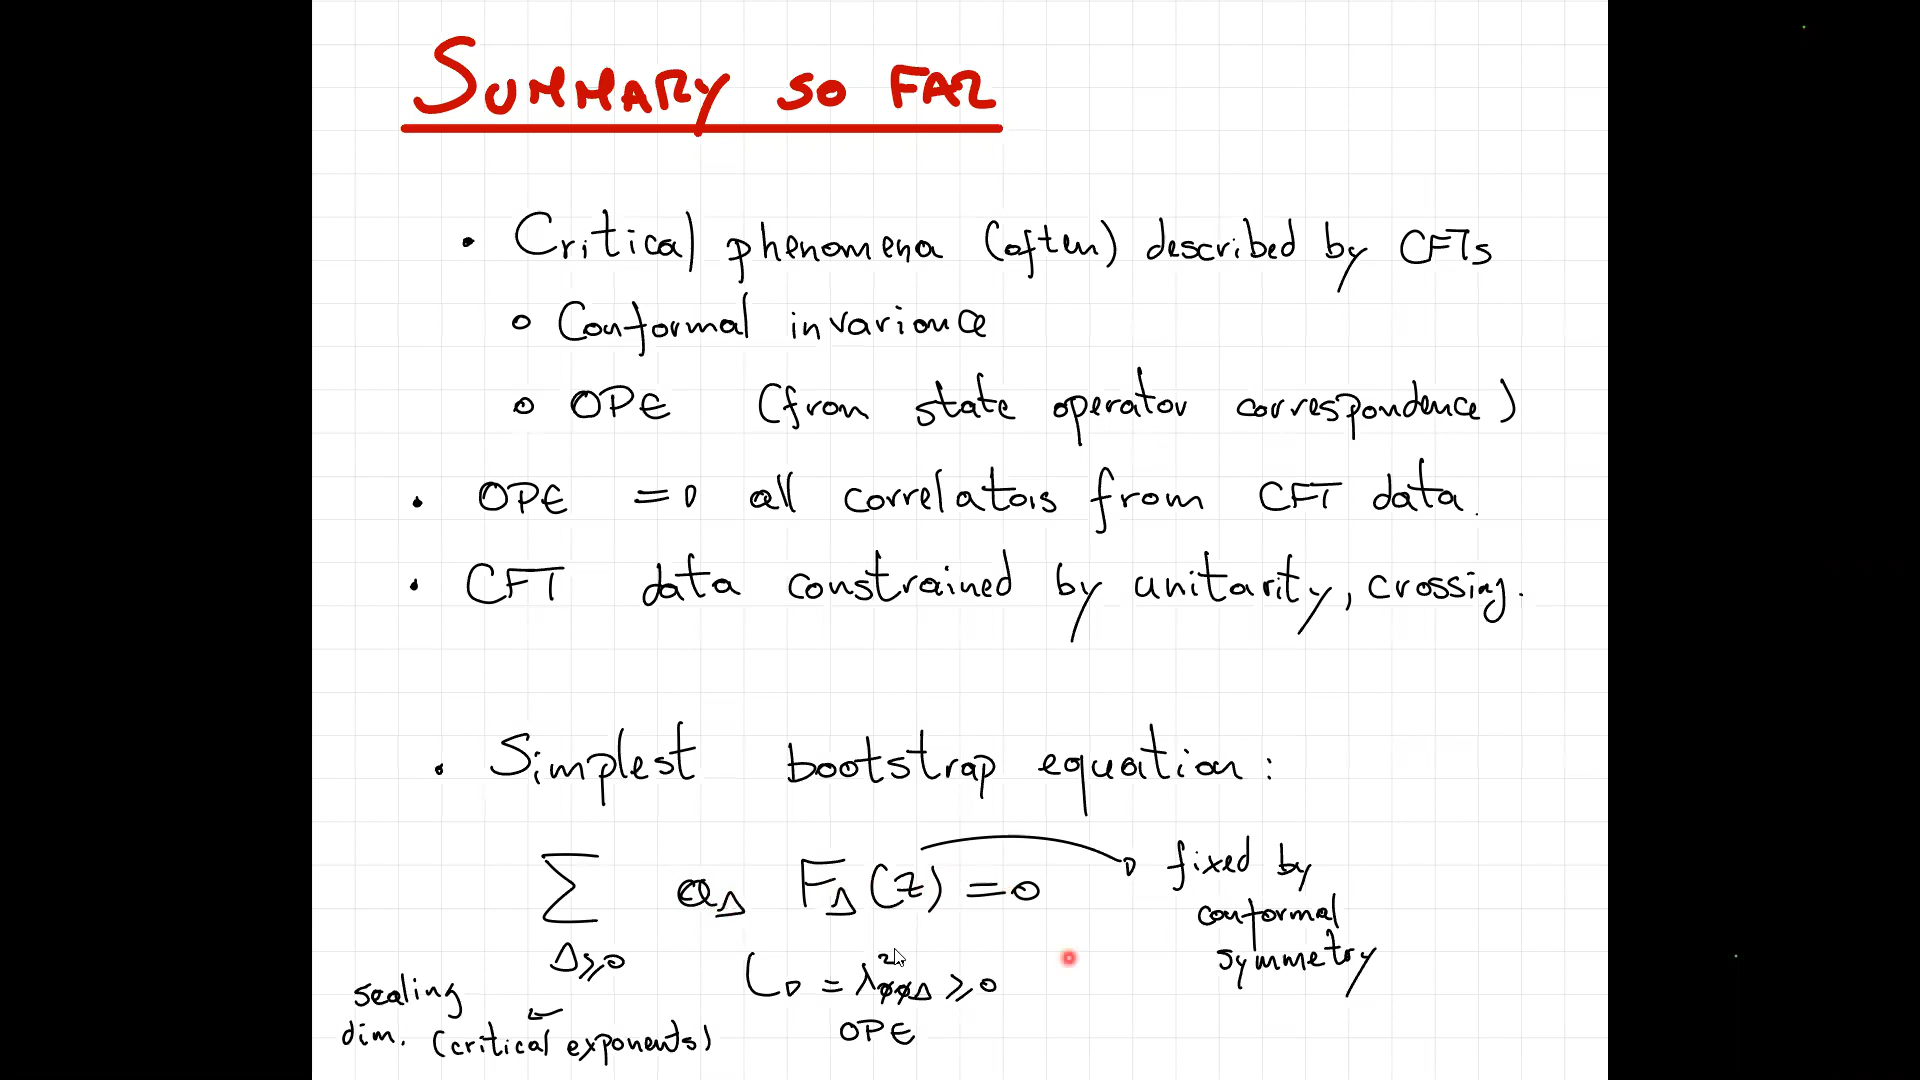 SUMMARY SO FAR
• Critical phenomena (often) described by CFTs
∘ Conformal invariance
∘ OPE (from state operator correspondence)
• OPE ⇒ all correlators from CFT data.
• CFT data constrained by unitarity, crossing.
• Simplest bootstrap equation:
∑ a_Δ F_Δ(z) = 0 → fixed by
conformal
symmetry
Δ≥0
↳ = λ²_ϕϕΔ ≥ 0
scaling
OPE
dim. (critical exponents)